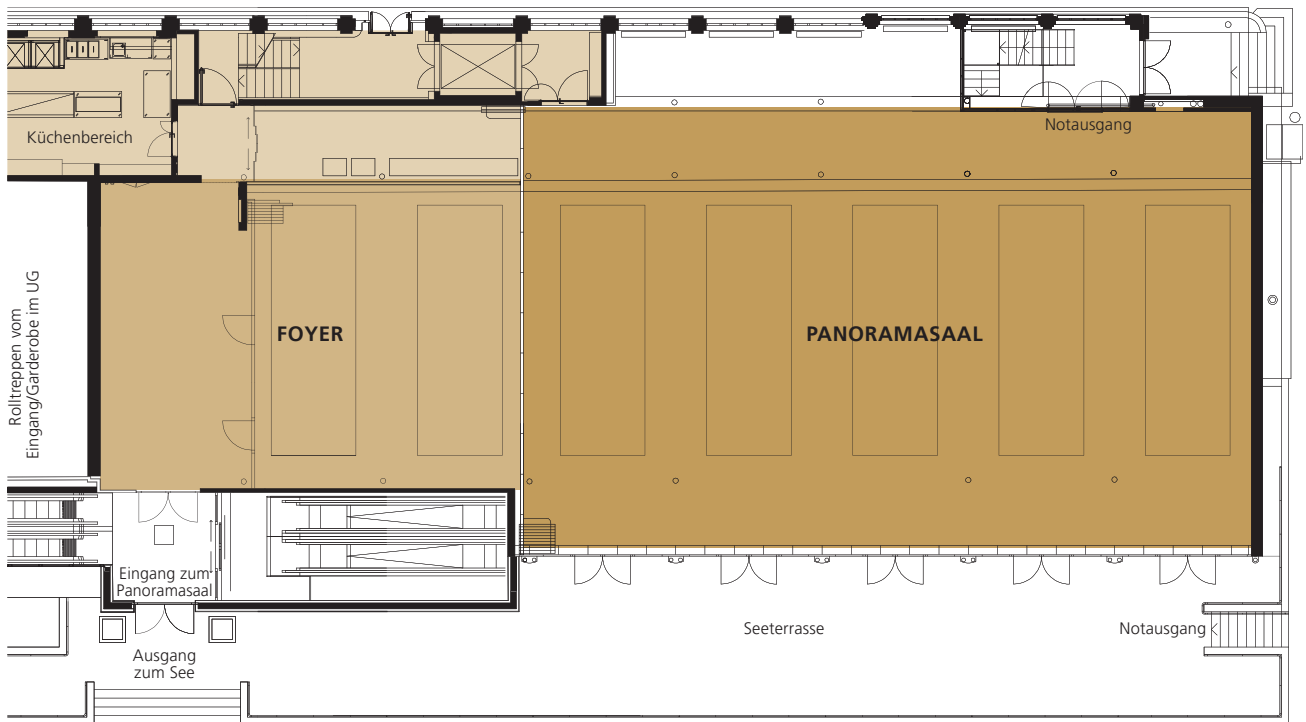 Küchenbereich
Notausgang
Rolltreppen vom
Eingang/Garderobe im UG
FOYER
PANORAMASAAL
Eingang zum
Panoramasaal
Seeterrasse
Notausgang
Ausgang
zum See